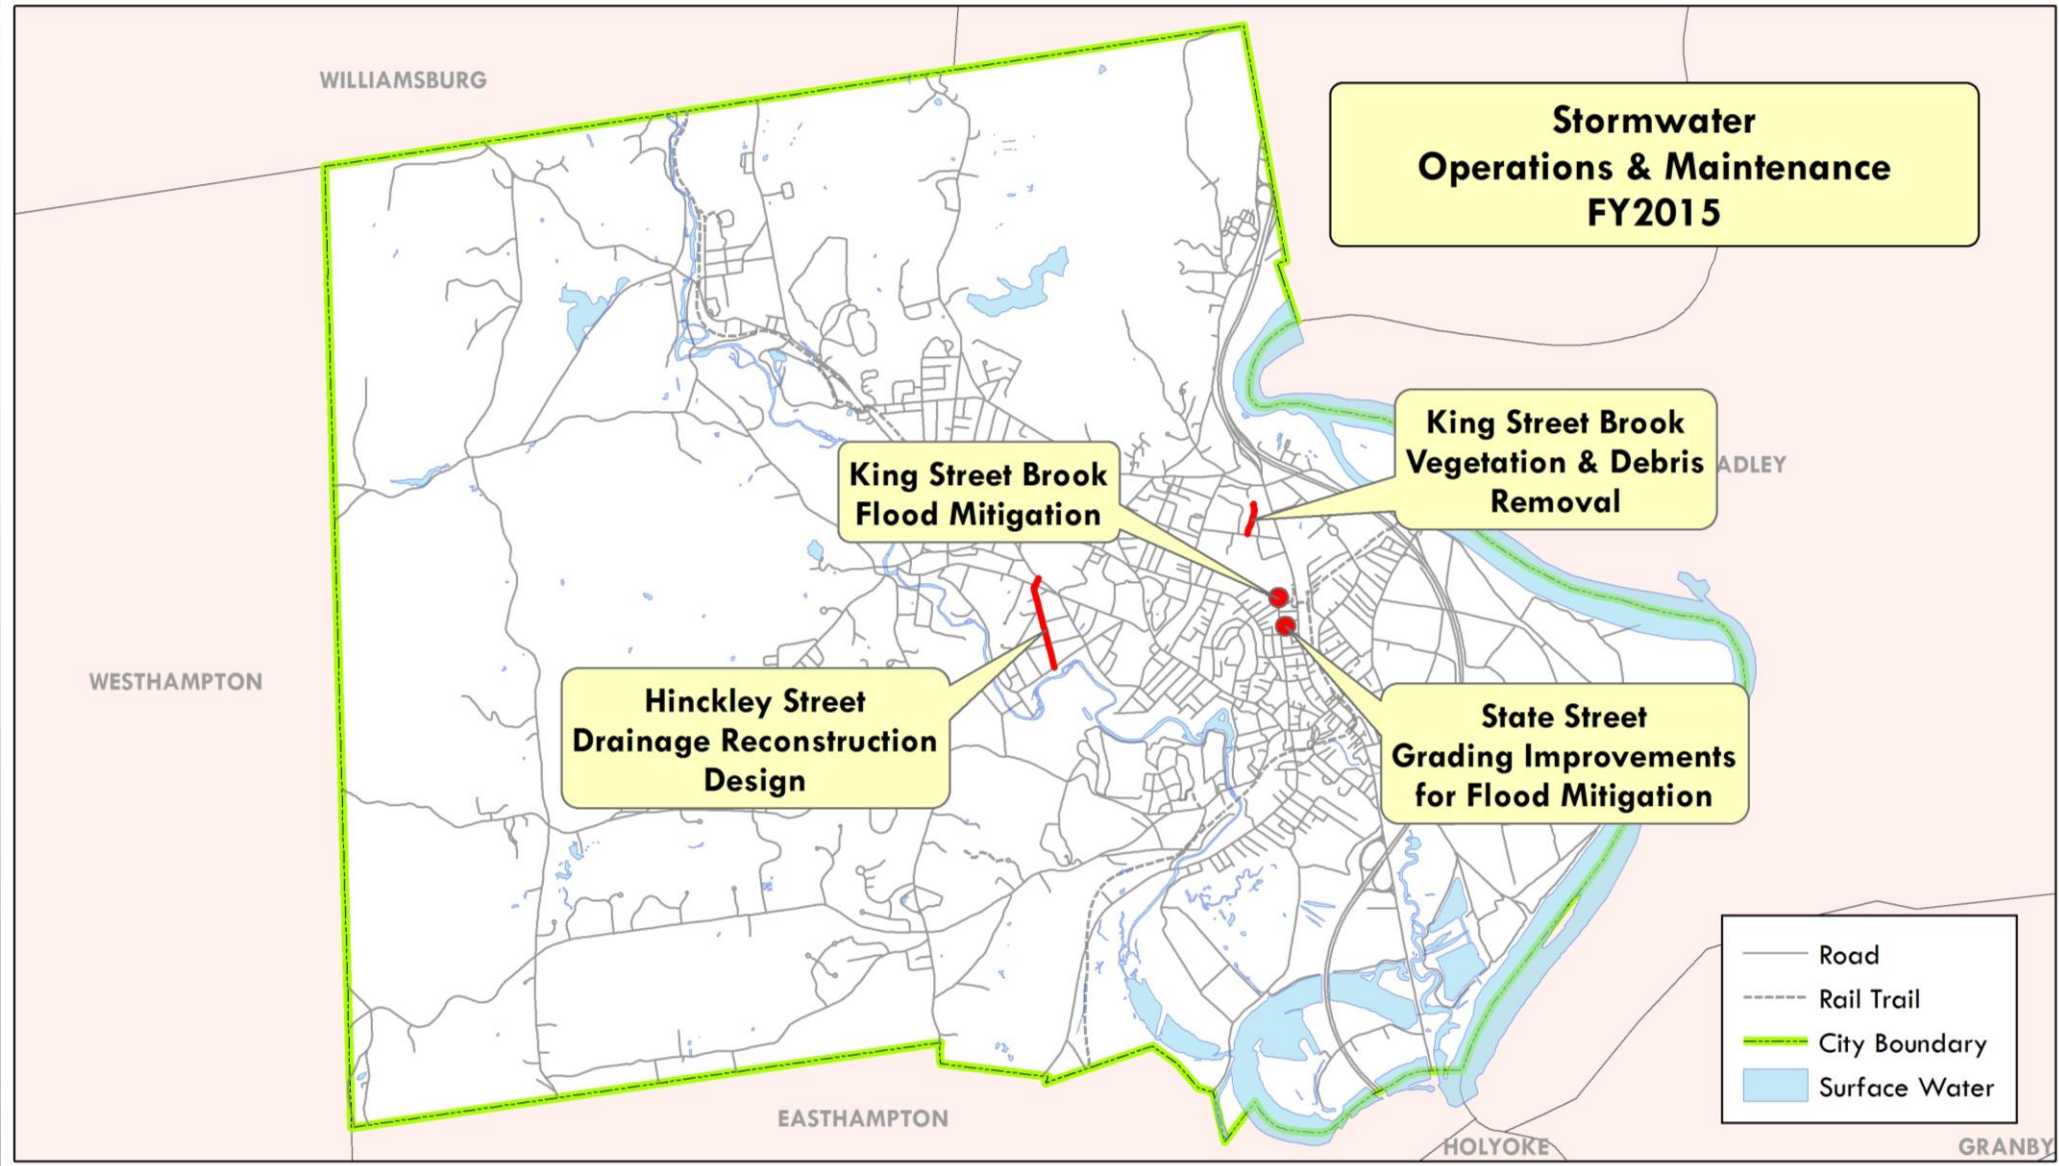 WILLIAMSBURG
Stormwater
Operations & Maintenance
FY2015
King Street Brook
Vegetation & Debris
Removal
ADLEY
King Street Brook
Flood Mitigation
WESTHAMPTON
Hinckley Street
Drainage Reconstruction
Design
State Street
Grading Improvements
for Flood Mitigation
Road
Rail Trail
City Boundary
Surface Water
EASTHAMPTON
HOLYOKE
GRANBY